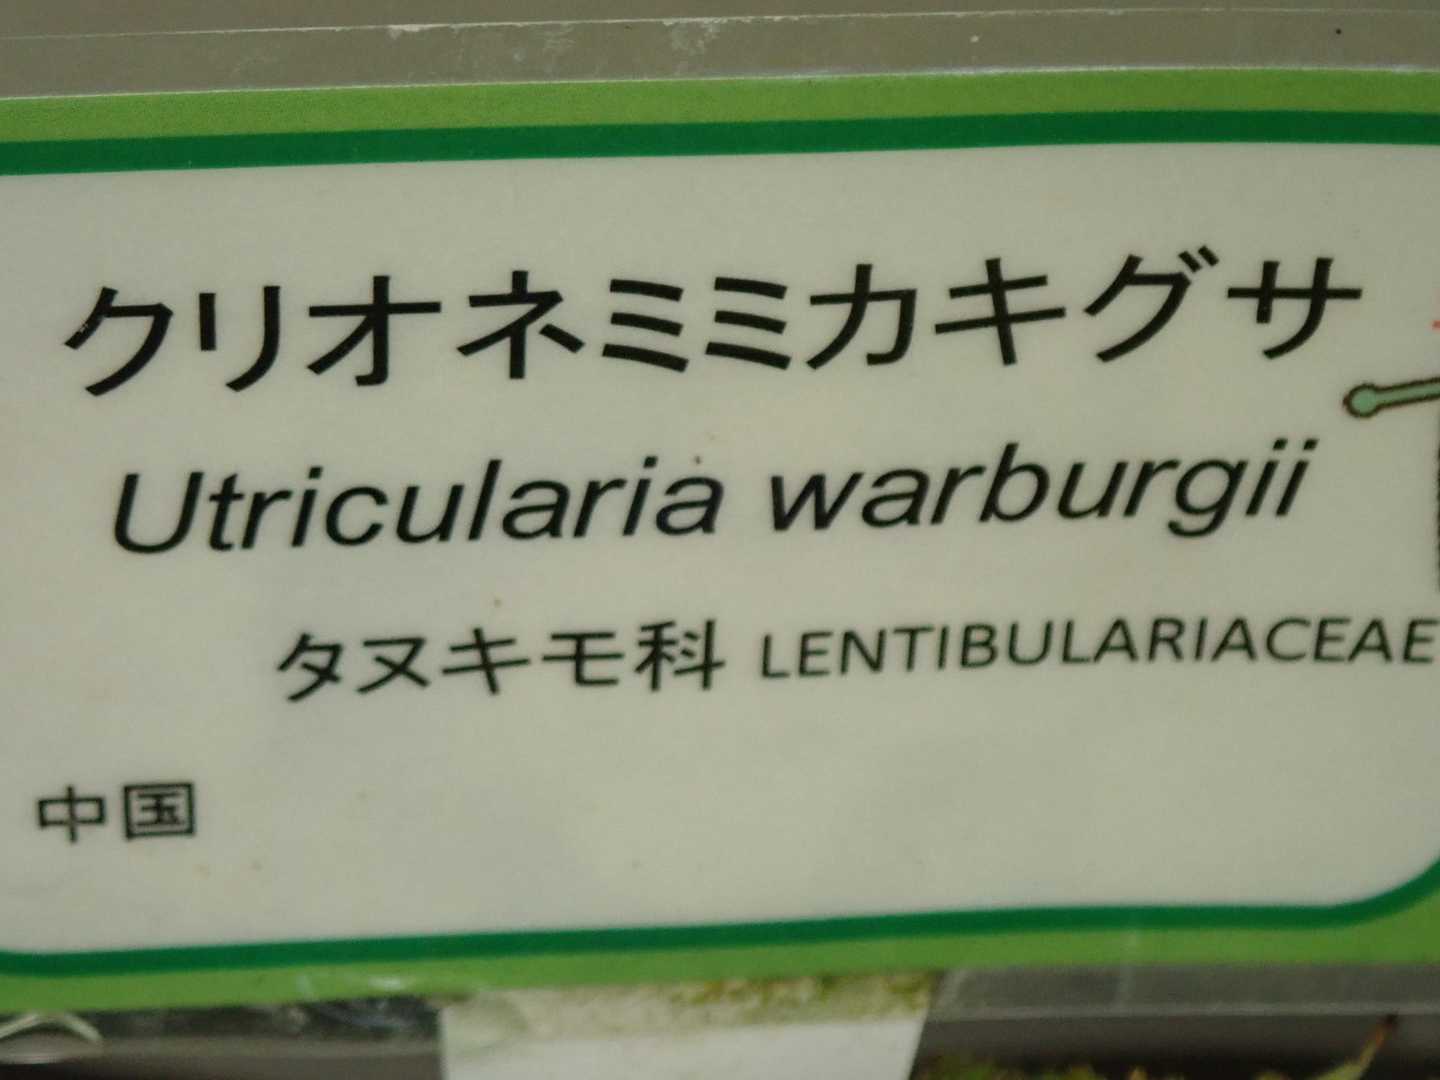 クリオネミミカキグサ
Utricularia warburgii
タヌキモ科 LENTIBULARIACEAE
中国